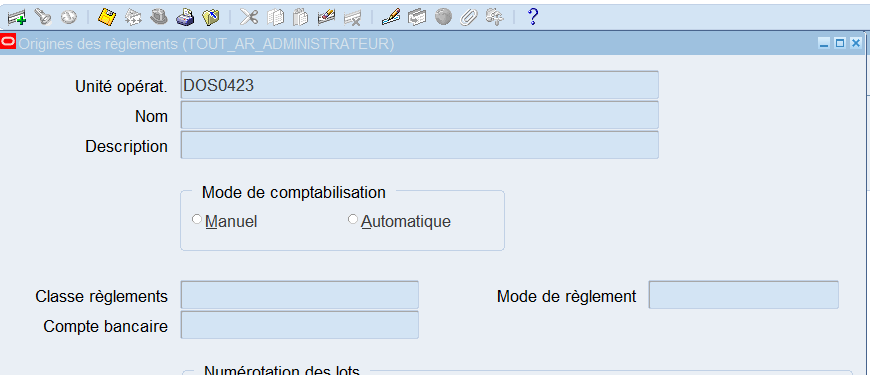 Origines des règlements (TOUT_AR_ADMINISTRATEUR)
Unité opérat. DOS0423
Nom
Description
Mode de comptabilisation
Manuel Automatique
Classe règlements Mode de règlement
Compte bancaire
Numérotation des lots